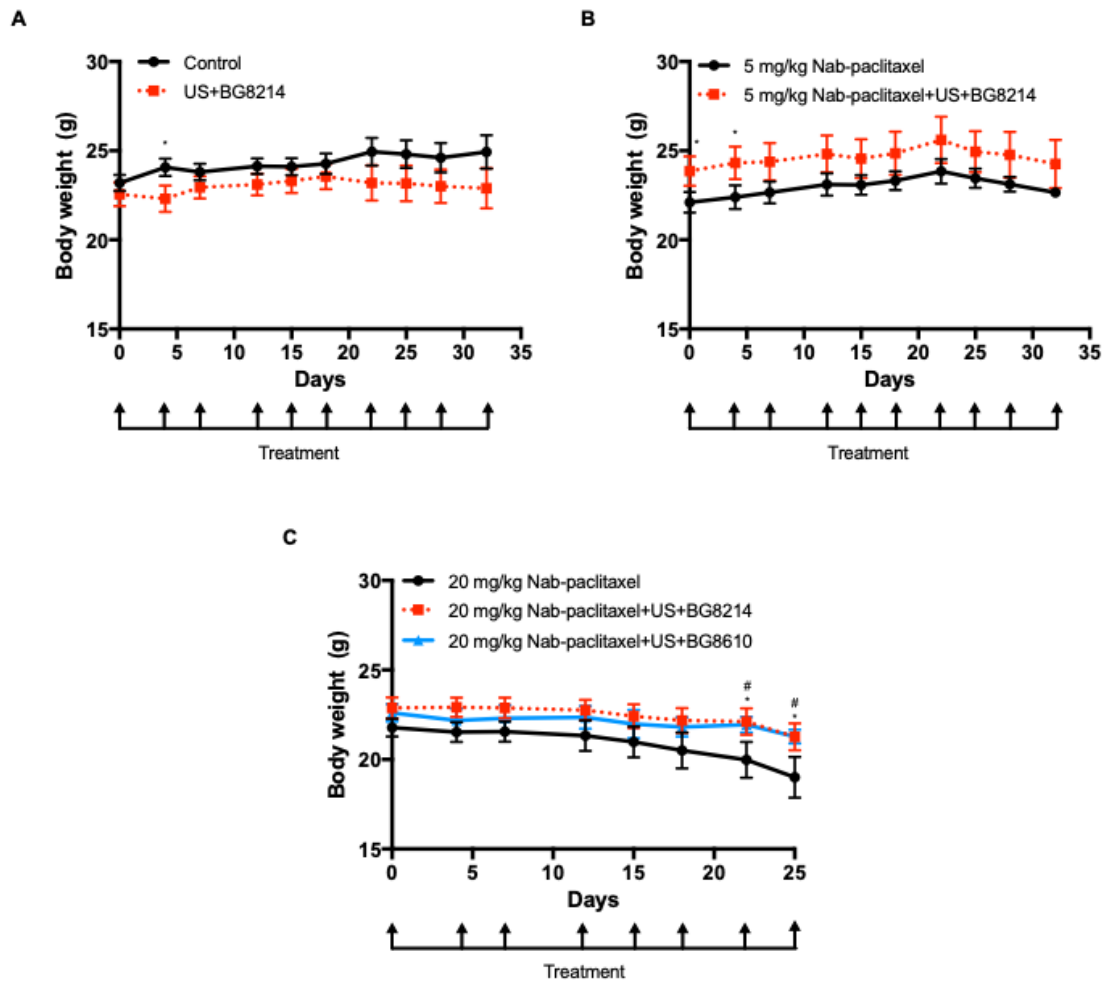 A
Control
US+BG8214
*
Body weight (g)
30
25
20
15
0 5 10 15 20 25 30 35
Days
Treatment
B
5 mg/kg Nab-paclitaxel
5 mg/kg Nab-paclitaxel+US+BG8214
* *
Body weight (g)
30
25
20
15
0 5 10 15 20 25 30 35
Days
Treatment
C
20 mg/kg Nab-paclitaxel
20 mg/kg Nab-paclitaxel+US+BG8214
20 mg/kg Nab-paclitaxel+US+BG8610
# #
* *
Body weight (g)
30
25
20
15
0 5 10 15 20 25
Days
Treatment